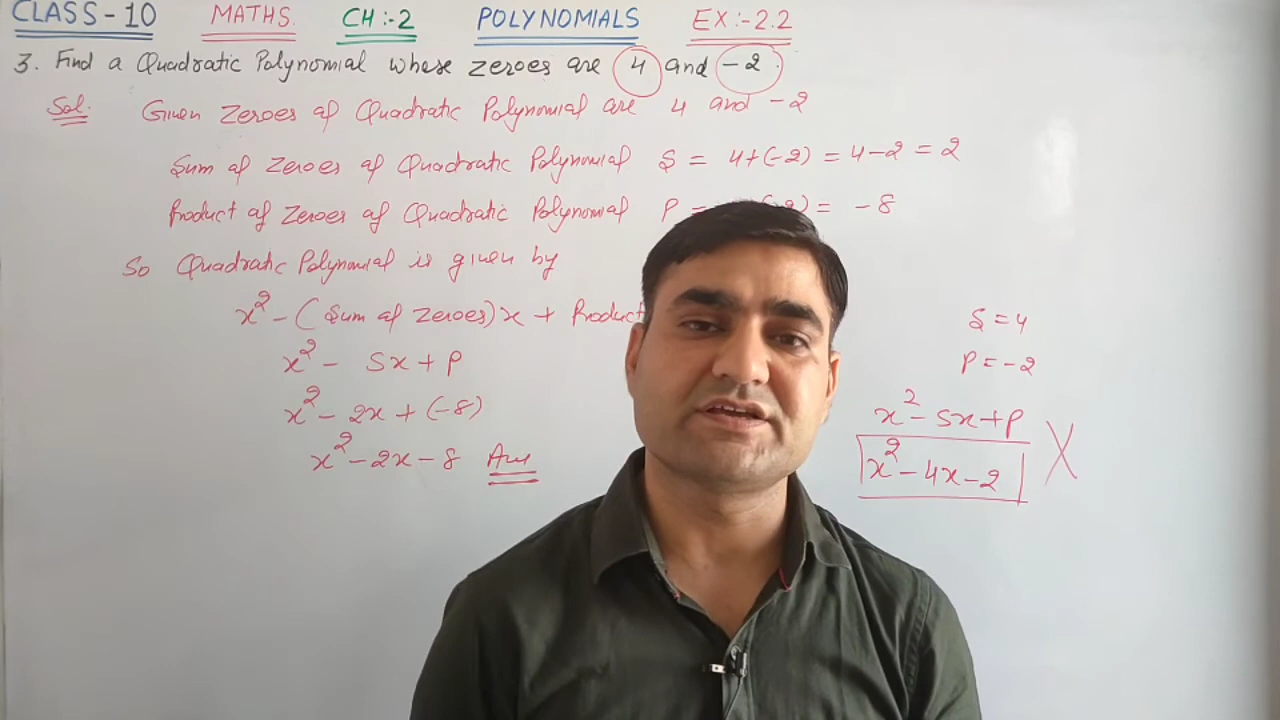 CLASS-10 MATHS. CH:-2 POLYNOMIALS EX:-2.2
3. Find a Quadratic Polynomial whose zeroes are 4 and -2.
Sol. Given Zeroes of Quadratic Polynomial are 4 and -2
Sum of Zeroes of Quadratic Polynomial S = 4+(-2) = 4-2 = 2
Product of Zeroes of Quadratic Polynomial P = = -8
So Quadratic Polynomial is given by
x² - (Sum of zeroes)x + Product
x² - Sx + P
x² - 2x + (-8)
x² - 2x - 8 Ans
S = 4
P = -2
x² - Sx + P
x² - 4x - 2